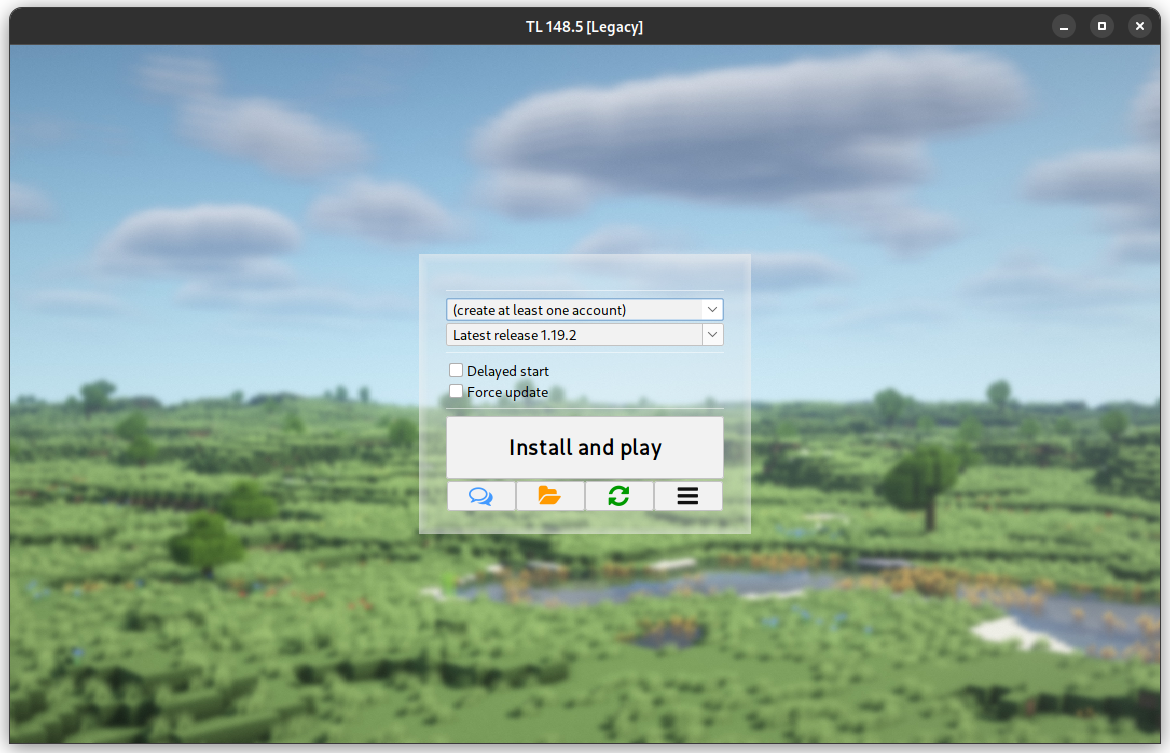 TL 148.5 [Legacy]
(create at least one account)
Latest release 1.19.2
Delayed start
Force update
Install and play